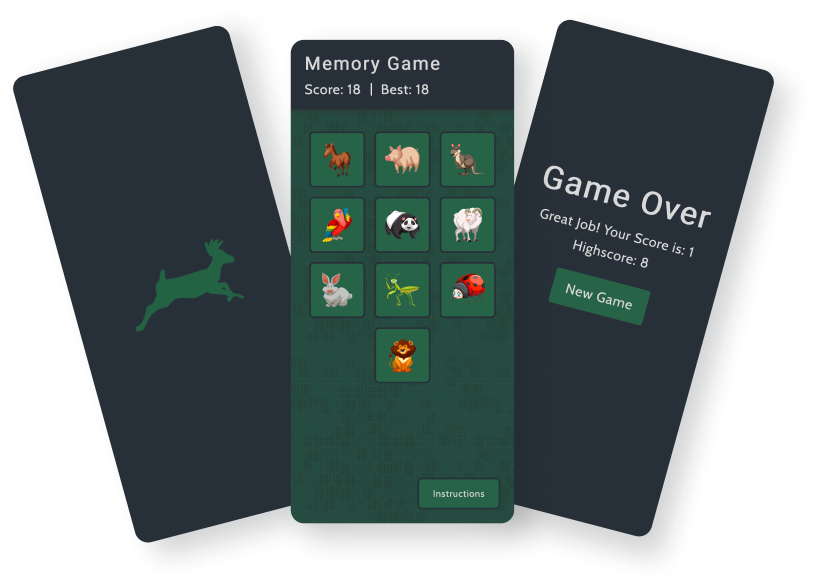 Memory Game
Score: 18 | Best: 18
Instructions
Game Over
Great Job! Your Score is: 1
Highscore: 8
New Game